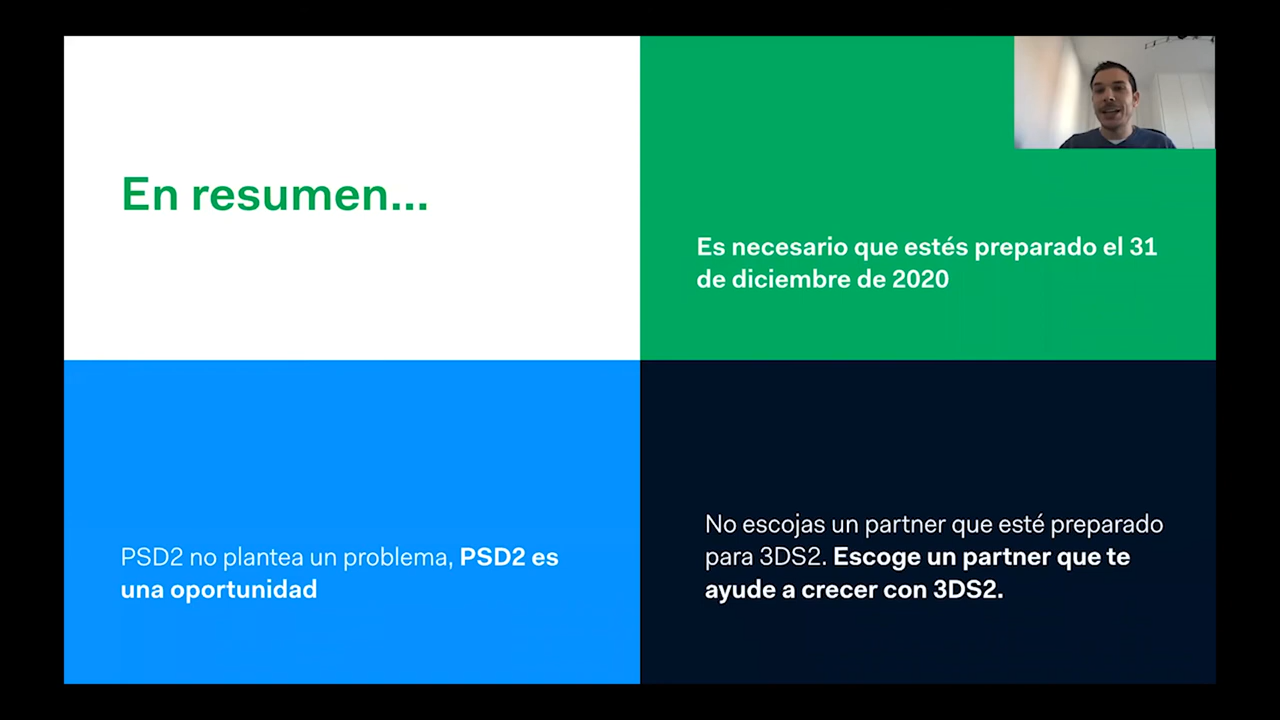 En resumen...
Es necesario que estés preparado el 31
de diciembre de 2020
PSD2 no plantea un problema, PSD2 es
una oportunidad
No escojas un partner que esté preparado
para 3DS2. Escoge un partner que te
ayude a crecer con 3DS2.